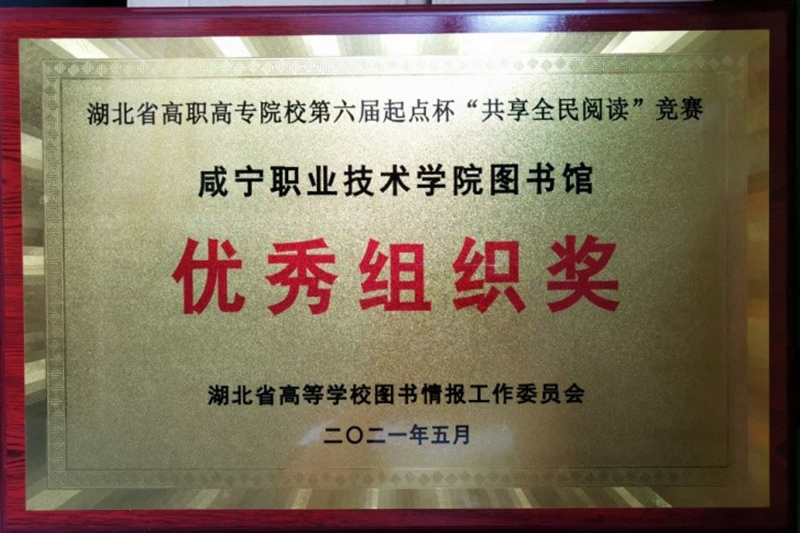 湖北省高职高专院校第六届起点杯“共享全民阅读”竞赛
咸宁职业技术学院图书馆
优秀组织奖
湖北省高等学校图书情报工作委员会
二〇二一年五月